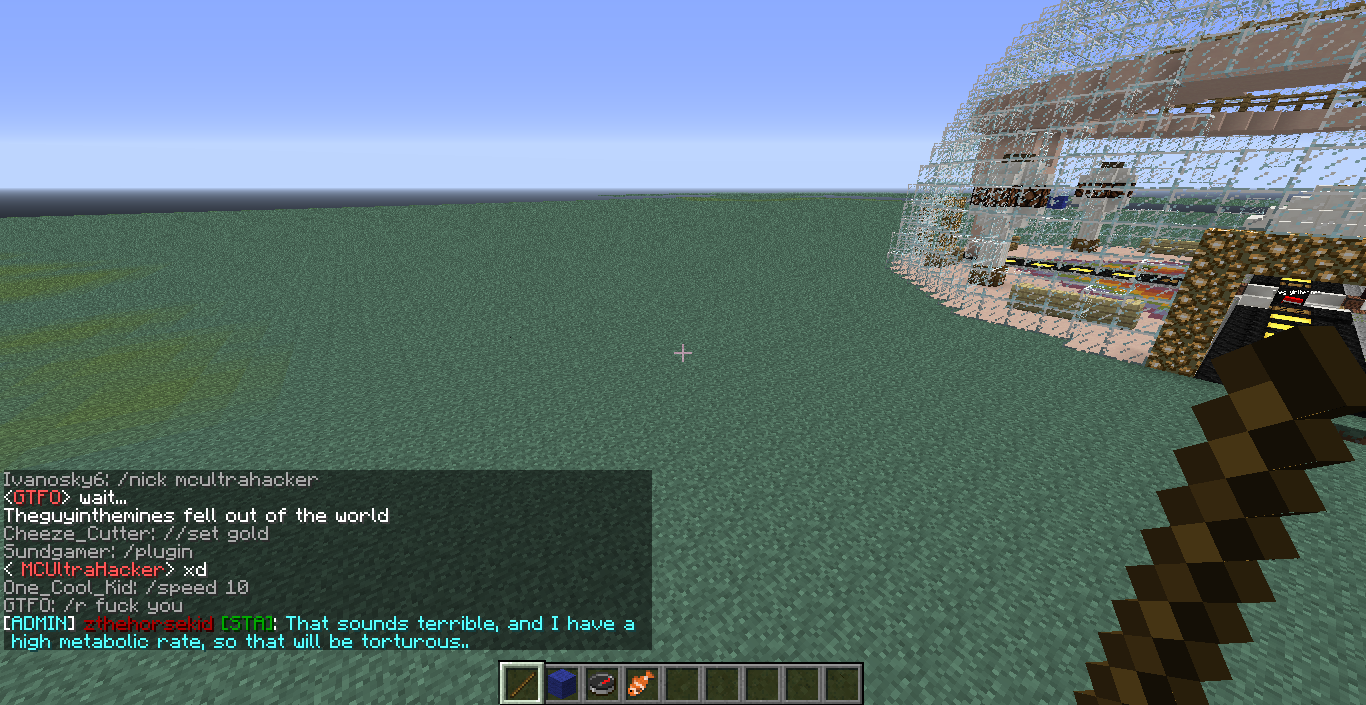 Ivanosky6: /nick mcultrahacker
<GTFO> wait...
Theguyinthemines fell out of the world
Cheeze_Cutter: //set gold
Sundgamer: /plugin
< MCUltraHacker> xd
One_Cool_Kid: /speed 10
GTFO: /r fuck you
[ADMIN] zthehorsekid [STA]: That sounds terrible, and I have a
high metabolic rate, so that will be torturous..